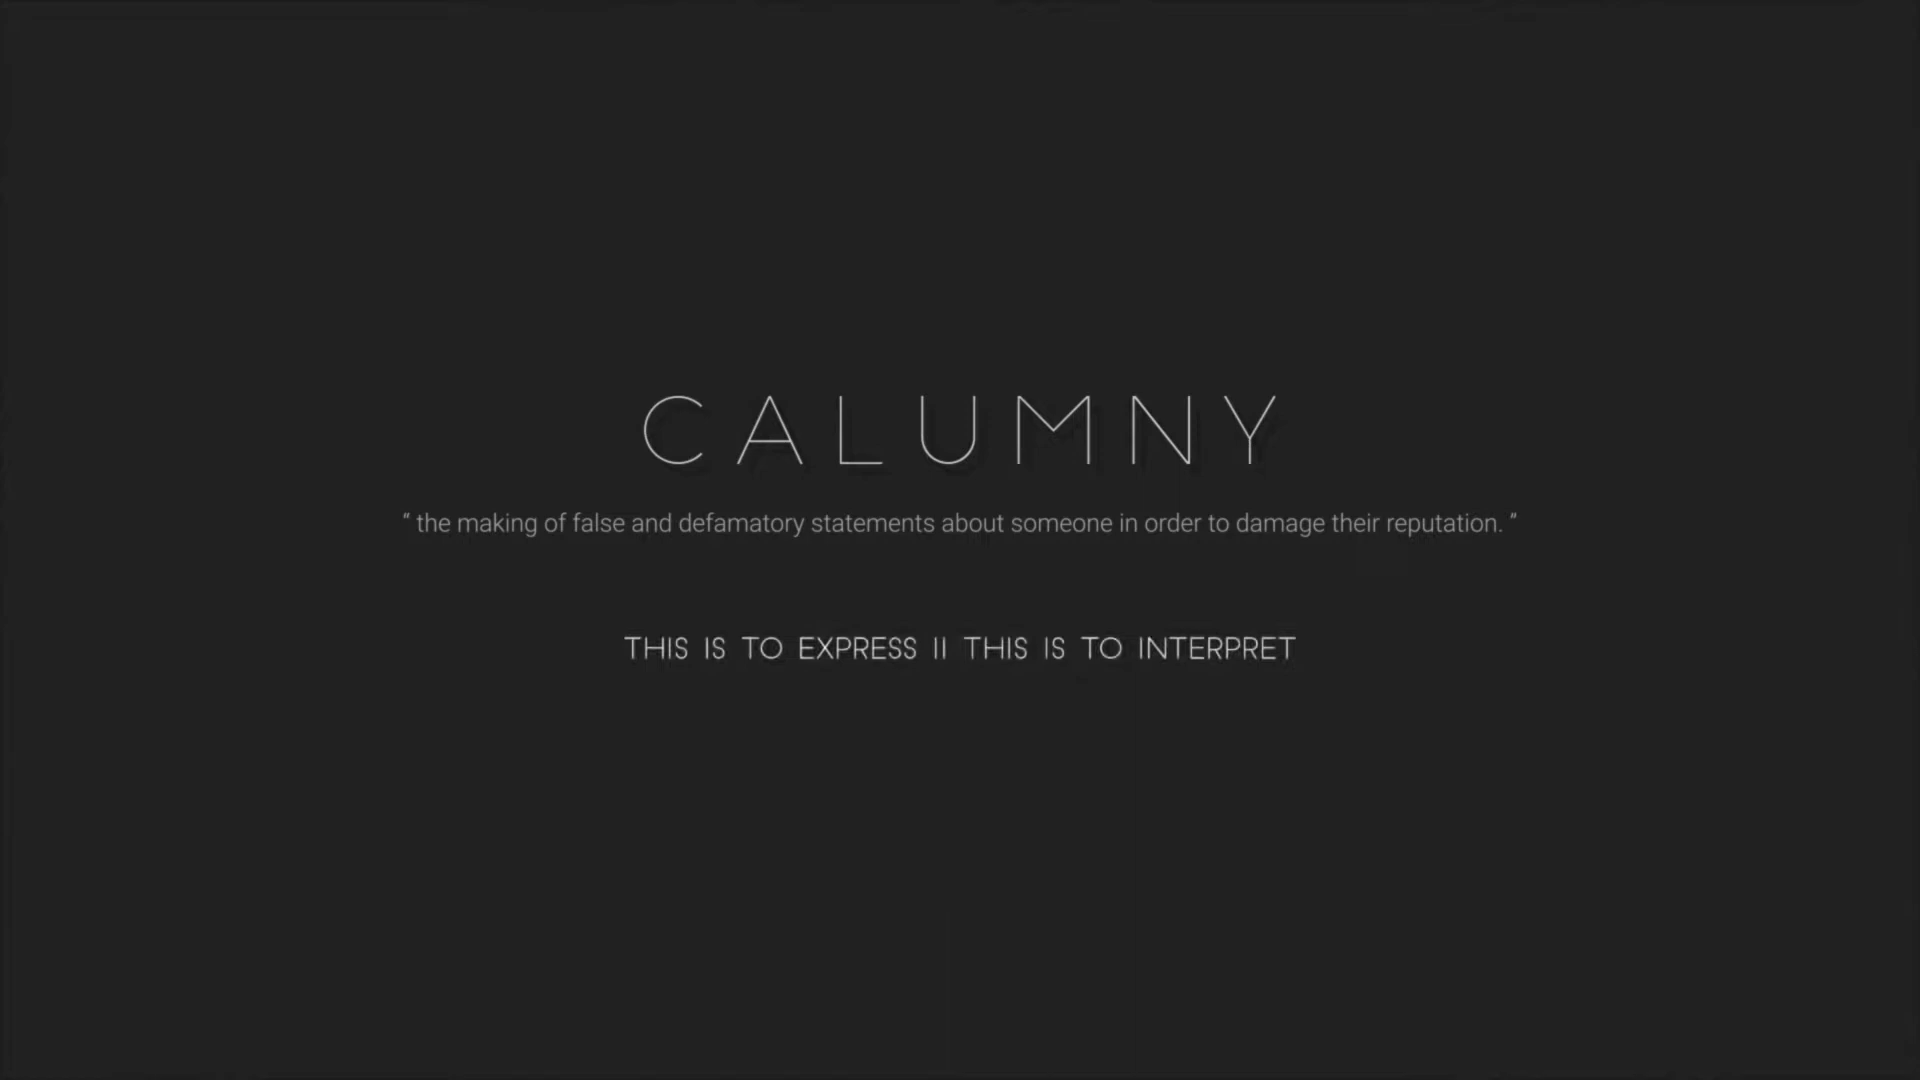 CALUMNY
“ the making of false and defamatory statements about someone in order to damage their reputation. ”
THIS IS TO EXPRESS || THIS IS TO INTERPRET